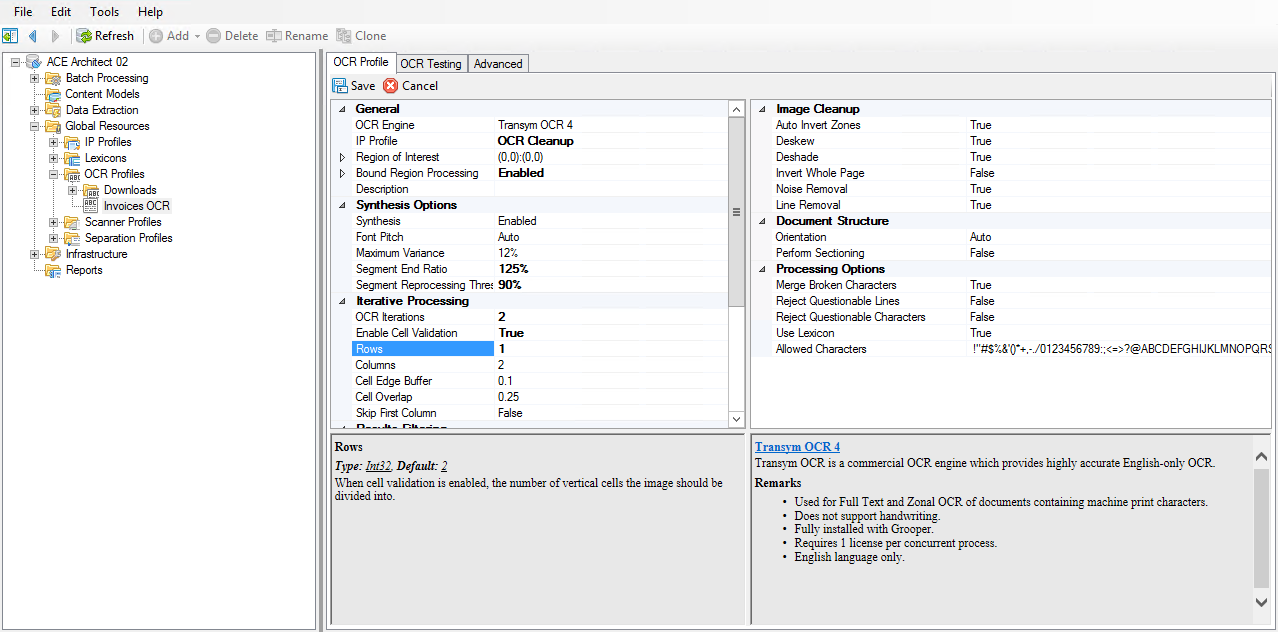 File Edit Tools Help
Refresh Add Delete Rename Clone
ACE Architect 02
Batch Processing
Content Models
Data Extraction
Global Resources
IP Profiles
Lexicons
OCR Profiles
Downloads
Invoices OCR
Scanner Profiles
Separation Profiles
Infrastructure
Reports
OCR Profile OCR Testing Advanced
Save Cancel
General
OCR Engine Transym OCR 4
IP Profile OCR Cleanup
Region of Interest (0,0):(0,0)
Bound Region Processing Enabled
Description
Synthesis Options
Synthesis Enabled
Font Pitch Auto
Maximum Variance 12%
Segment End Ratio 125%
Segment Reprocessing Thres 90%
Iterative Processing
OCR Iterations 2
Enable Cell Validation True
Rows 1
Columns 2
Cell Edge Buffer 0.1
Cell Overlap 0.25
Skip First Column False
Results Filtering
Image Cleanup
Auto Invert Zones True
Deskew True
Deshade True
Invert Whole Page False
Noise Removal True
Line Removal True
Document Structure
Orientation Auto
Perform Sectioning False
Processing Options
Merge Broken Characters True
Reject Questionable Lines False
Reject Questionable Characters False
Use Lexicon True
Allowed Characters !"#$%&'()*+,-./0123456789:;<=>?@ABCDEFGHIJKLMNOPQRS
Rows
Type: Int32, Default: 2
When cell validation is enabled, the number of vertical cells the image should be
divided into.
Transym OCR 4
Transym OCR is a commercial OCR engine which provides highly accurate English-only OCR.
Remarks
• Used for Full Text and Zonal OCR of documents containing machine print characters.
• Does not support handwriting.
• Fully installed with Grooper.
• Requires 1 license per concurrent process.
• English language only.